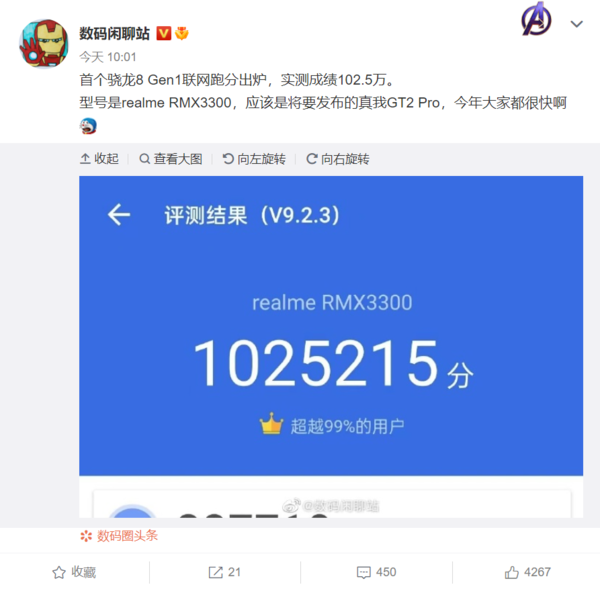 数码闲聊站
今天 10:01
首个骁龙8 Gen1联网跑分出炉，实测成绩102.5万。
型号是realme RMX3300，应该是将要发布的真我GT2 Pro，今年大家都很快啊
收起 查看大图 向左旋转 向右旋转
评测结果（V9.2.3）
realme RMX3300
1025215分
超越99%的用户
@数码闲聊站
数码圈头条
收藏 21 450 4267